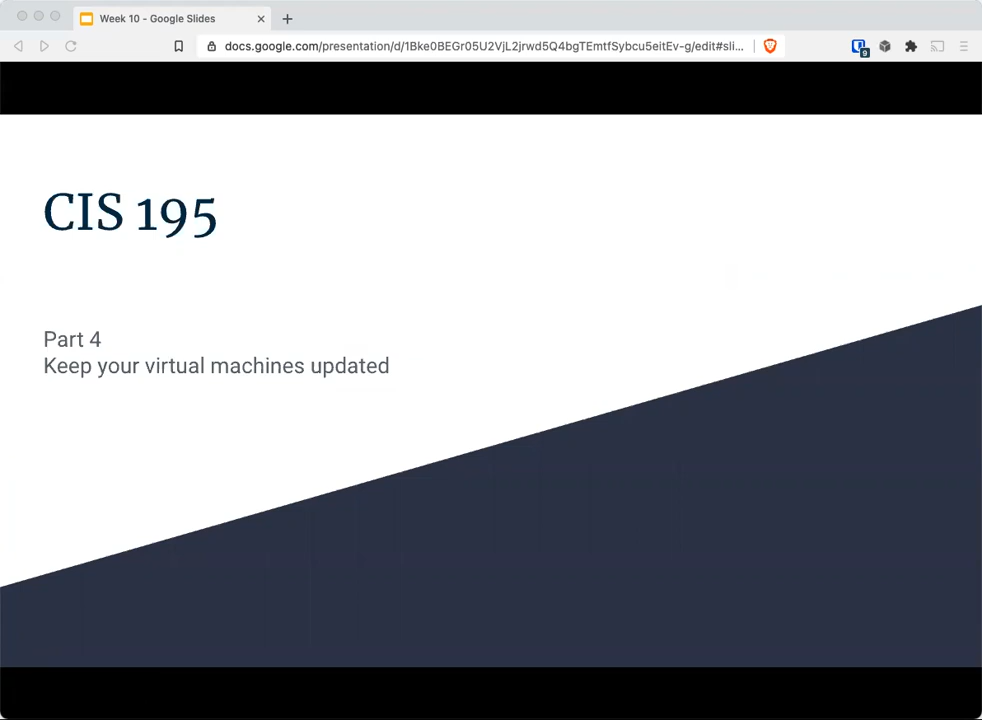 Week 10 - Google Slides
docs.google.com/presentation/d/1Bke0BEGr05U2VjL2jrwd5Q4bgTEmtfSybcu5eitEv-g/edit#sli...
9
CIS 195
Part 4
Keep your virtual machines updated